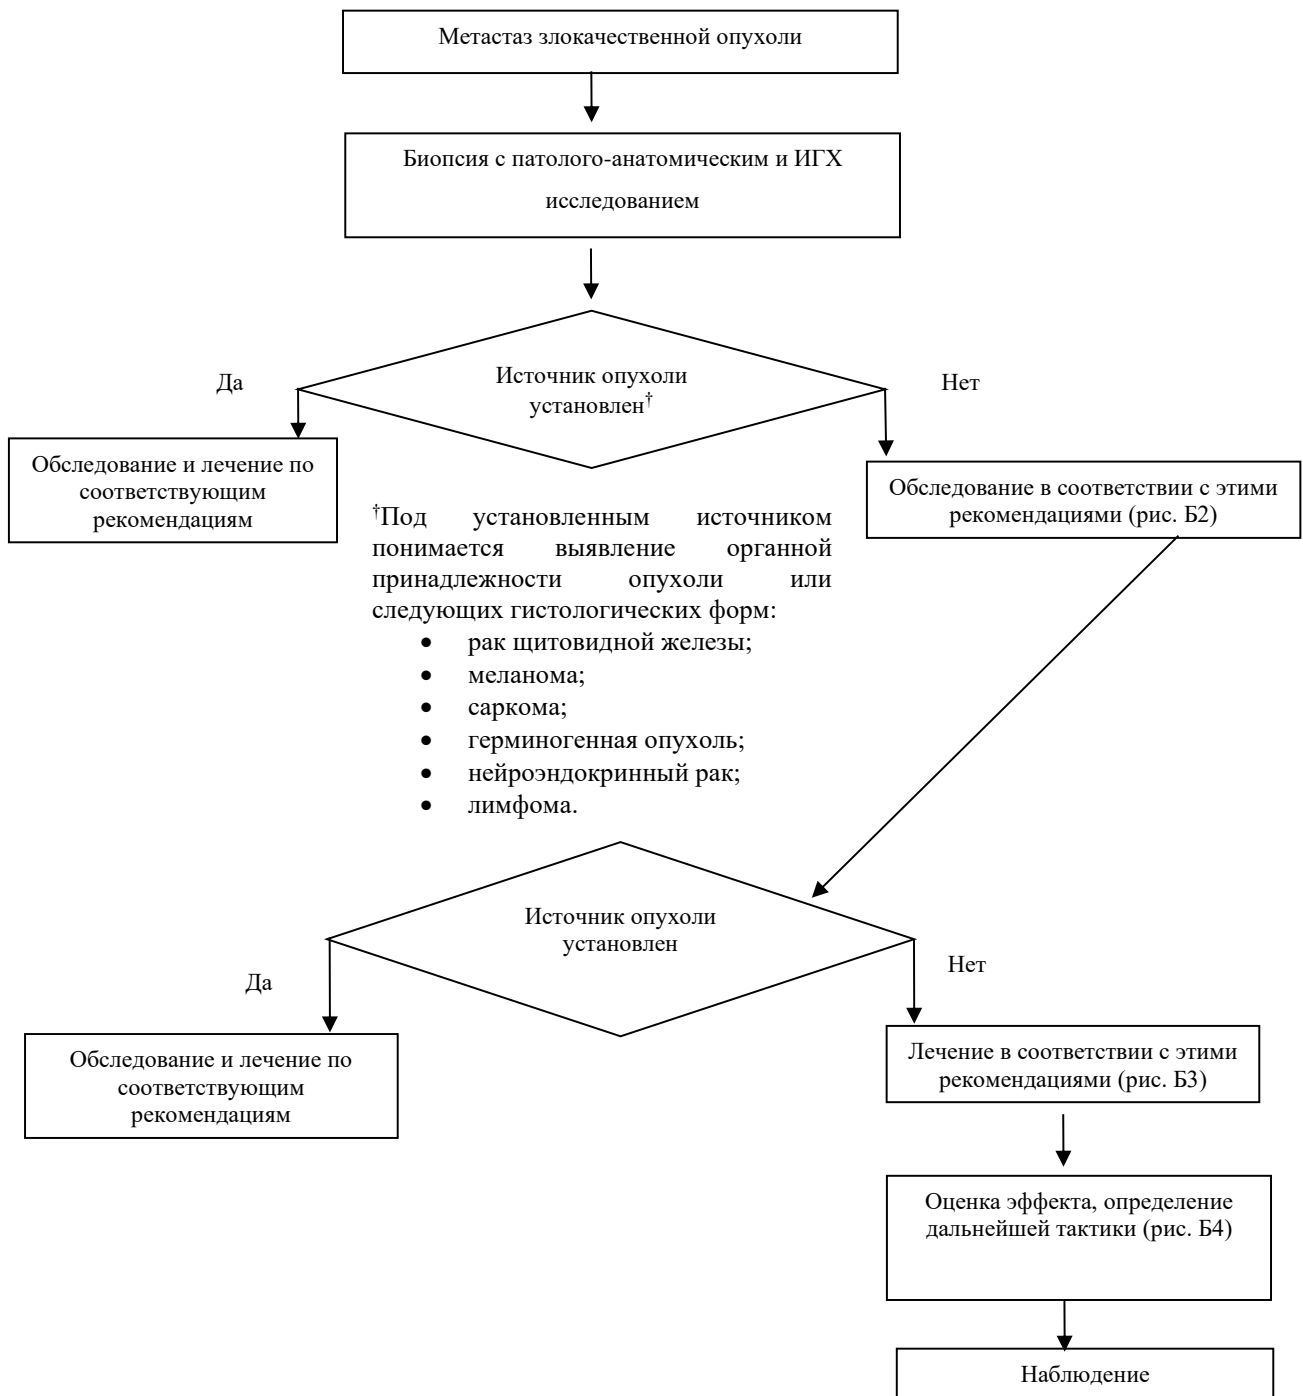 Метастаз злокачественной опухоли
Биопсия с патолого-анатомическим и ИГХ
исследованием
Источник опухоли
установлен†
Да
Нет
Обследование и лечение по
соответствующим
рекомендациям
Обследование в соответствии с этими
рекомендациями (рис. Б2)
†Под установленным источником
понимается выявление органной
принадлежности опухоли или
следующих гистологических форм:
• рак щитовидной железы;
• меланома;
• саркома;
• герминогенная опухоль;
• нейроэндокринный рак;
• лимфома.
Источник опухоли
установлен
Да
Нет
Обследование и лечение по
соответствующим
рекомендациям
Лечение в соответствии с этими
рекомендациями (рис. Б3)
Оценка эффекта, определение
дальнейшей тактики (рис. Б4)
Наблюдение